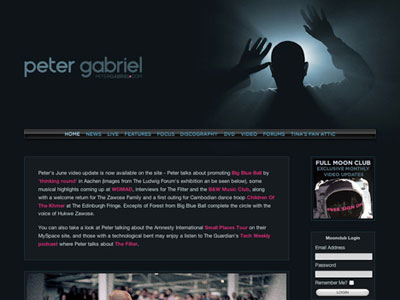 peter gabriel
PETERGABRIEL.COM
HOME NEWS LIVE FEATURES FOCUS DISCOGRAPHY DVD VIDEO FORUMS TINA'S FAN ATTIC
Peter's June video update is now available on the site - Peter talks about promoting Big Blue Ball by
'honking round' in Aachen (images from The Ludwig Forum's exhibition an be seen below), some
musical highlights coming up at WOMAD, interviews for The Filter and the B&W Music Club, along
with a welcome return for The Zawose Family and a first outing for Cambodian dance troop Children Of
The Khmer at The Edinburgh Fringe. Excerpts of Forest from Big Blue Ball complete the circle with the
voice of Hukwe Zawose.
You can also take a look at Peter talking about the Amnesty International Small Places Tour on their
MySpace site, and those with a technological bent may enjoy a listen to The Guardian's Tech Weekly
podcast where Peter talks about The Filter.
FULL MOON CLUB
EXCLUSIVE MONTHLY
VIDEO UPDATES
FREE SIGN UP
Moonclub Login
Email Address
Password
Remember Me?
LOGIN